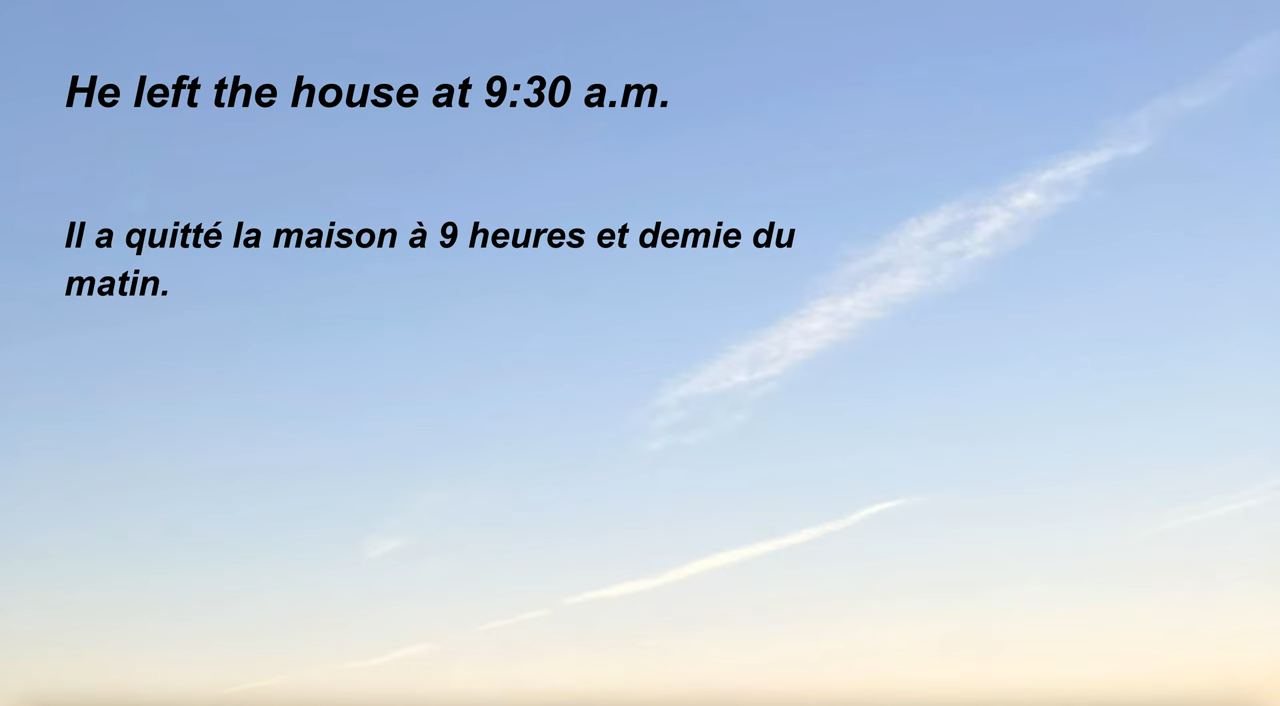 He left the house at 9:30 a.m.
Il a quitté la maison à 9 heures et demie du
matin.